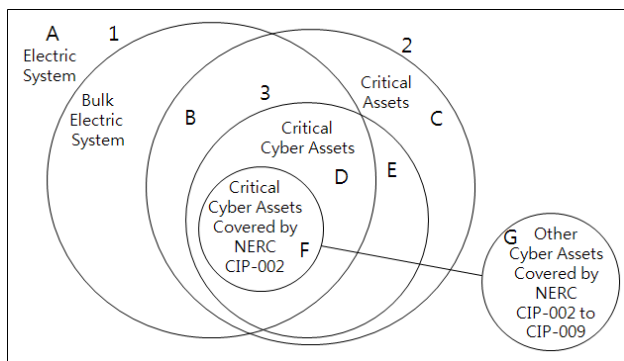 A
1
Electric
System
Bulk
Electric
System
B
2
Critical
Assets
C
3
Critical
Cyber Assets
D
E
Critical
Cyber Assets
Covered by
NERC
CIP-002
F
G
Other
Cyber Assets
Covered by
NERC
CIP-002 to
CIP-009